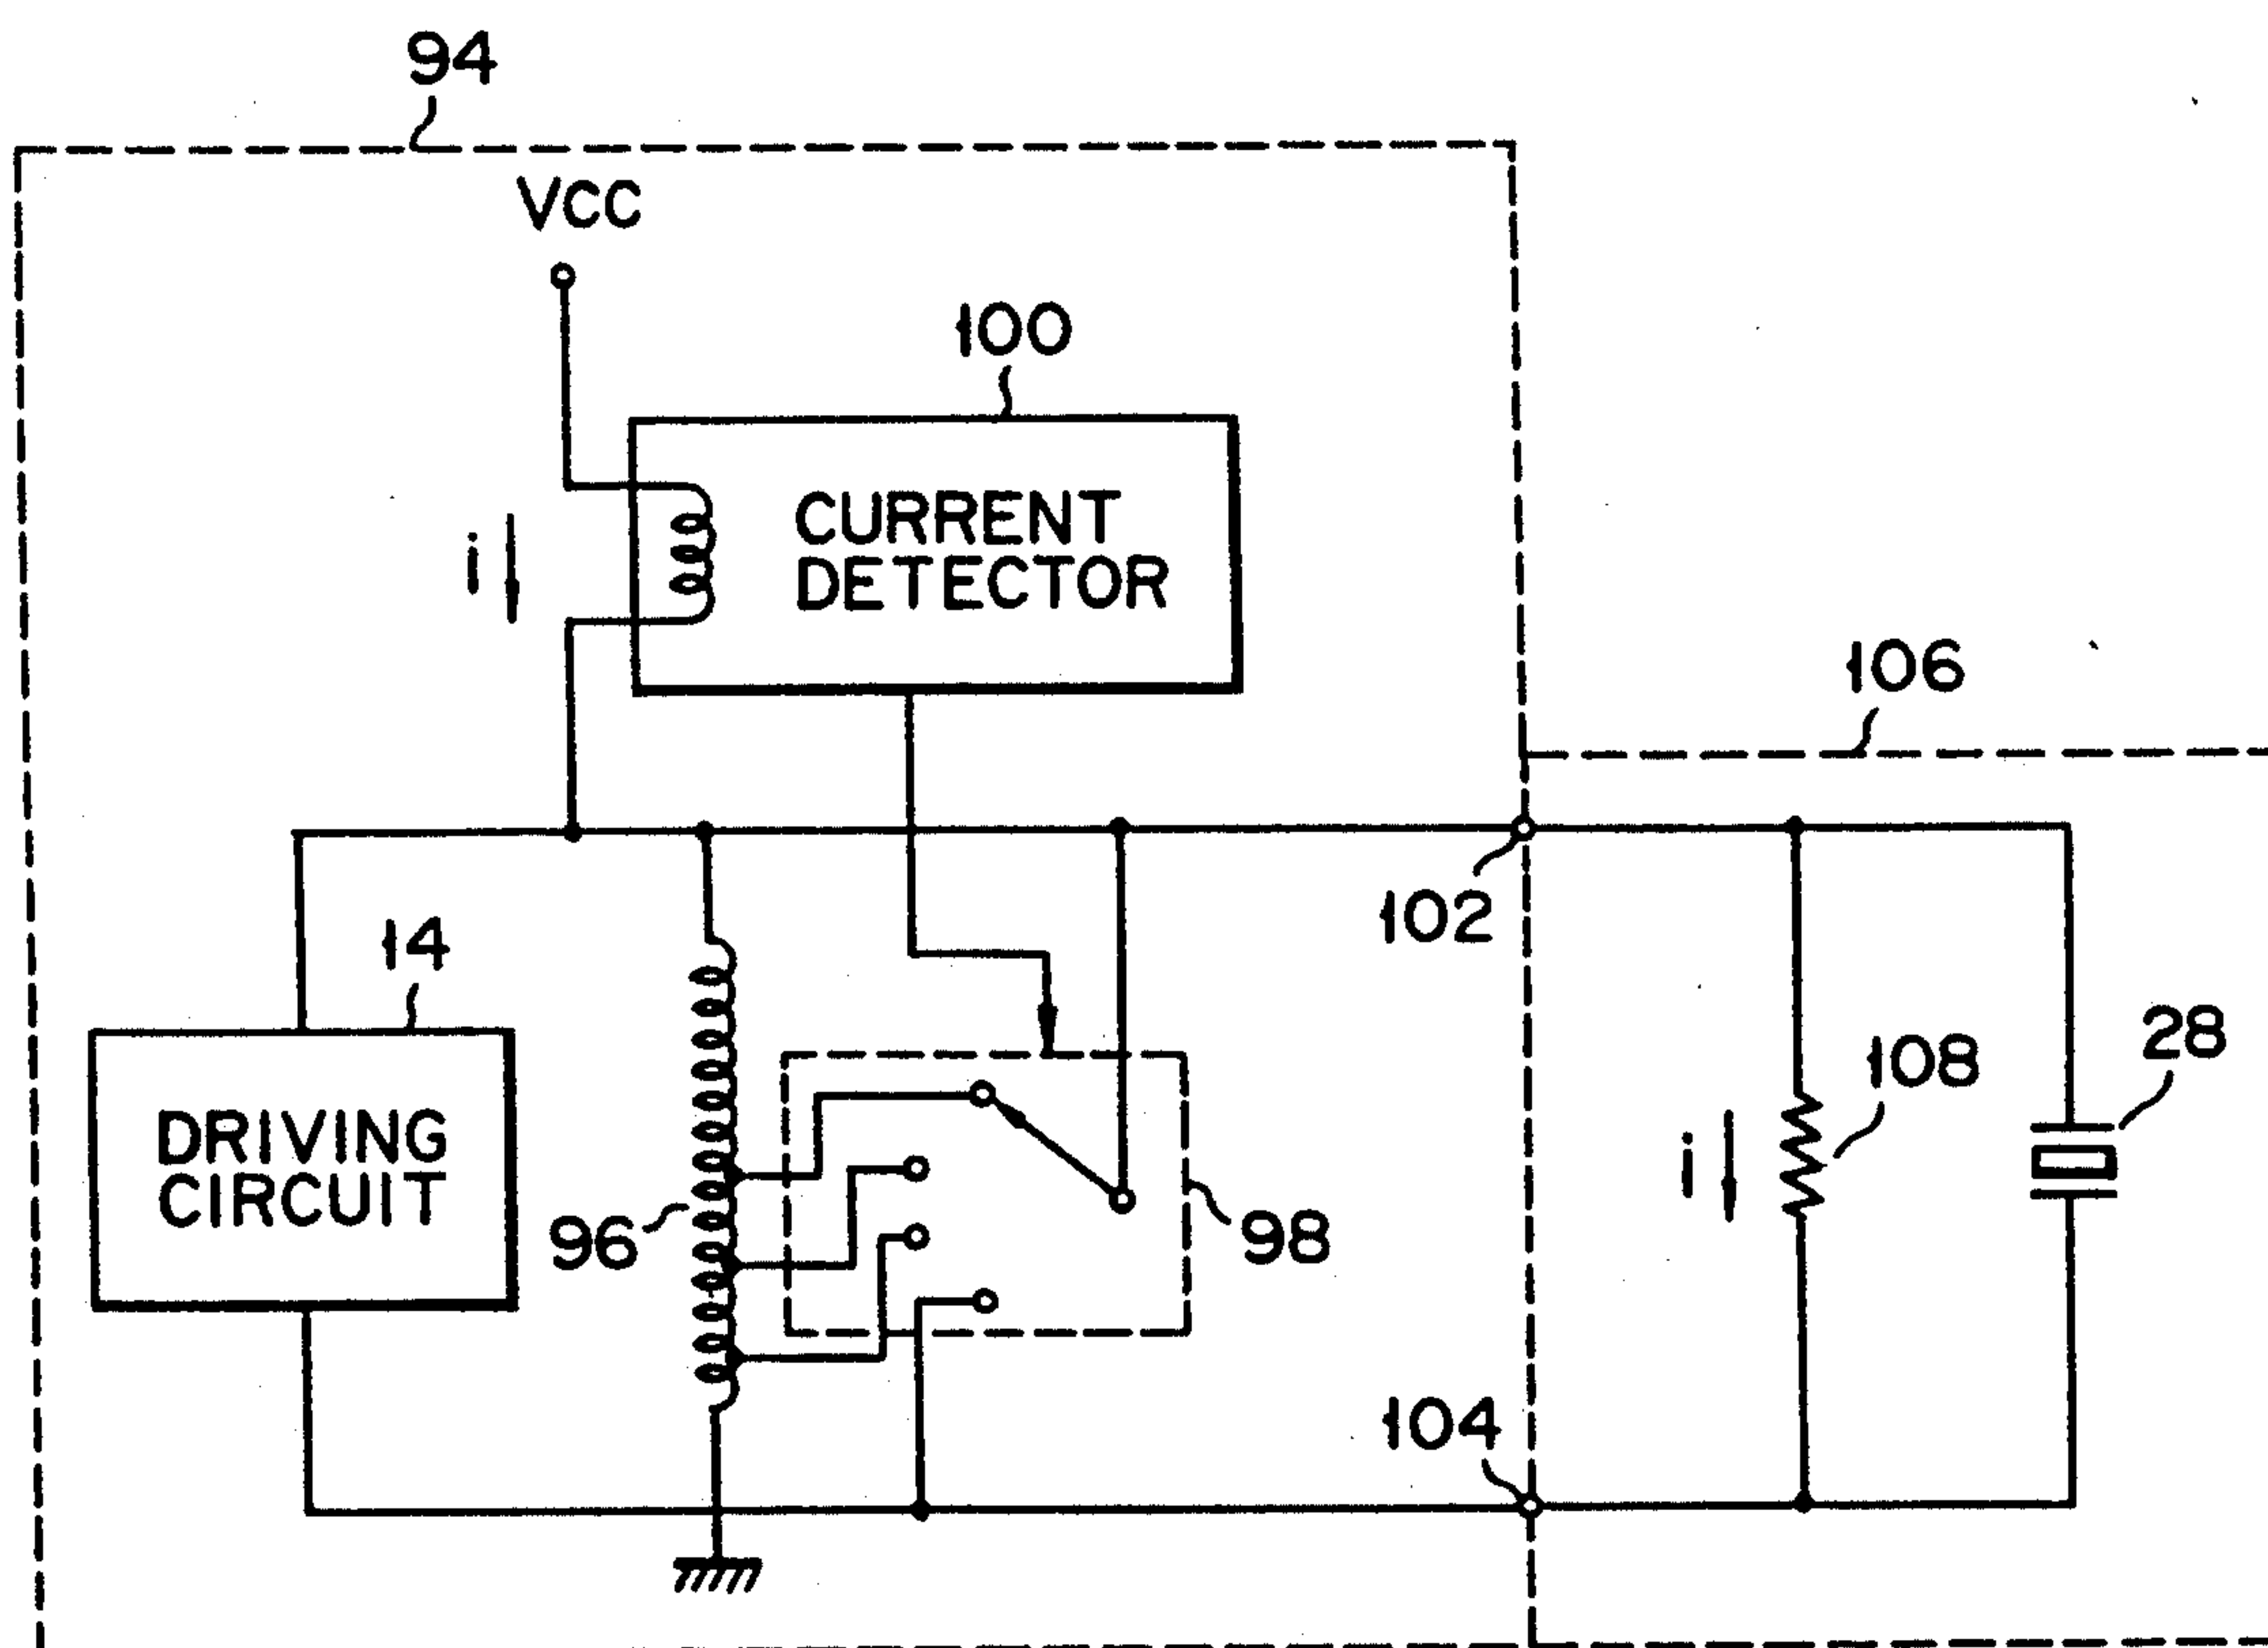 94
VCC
100
CURRENT
DETECTOR
i
106
102
14
DRIVING
CIRCUIT
96
98
108
28
i
104